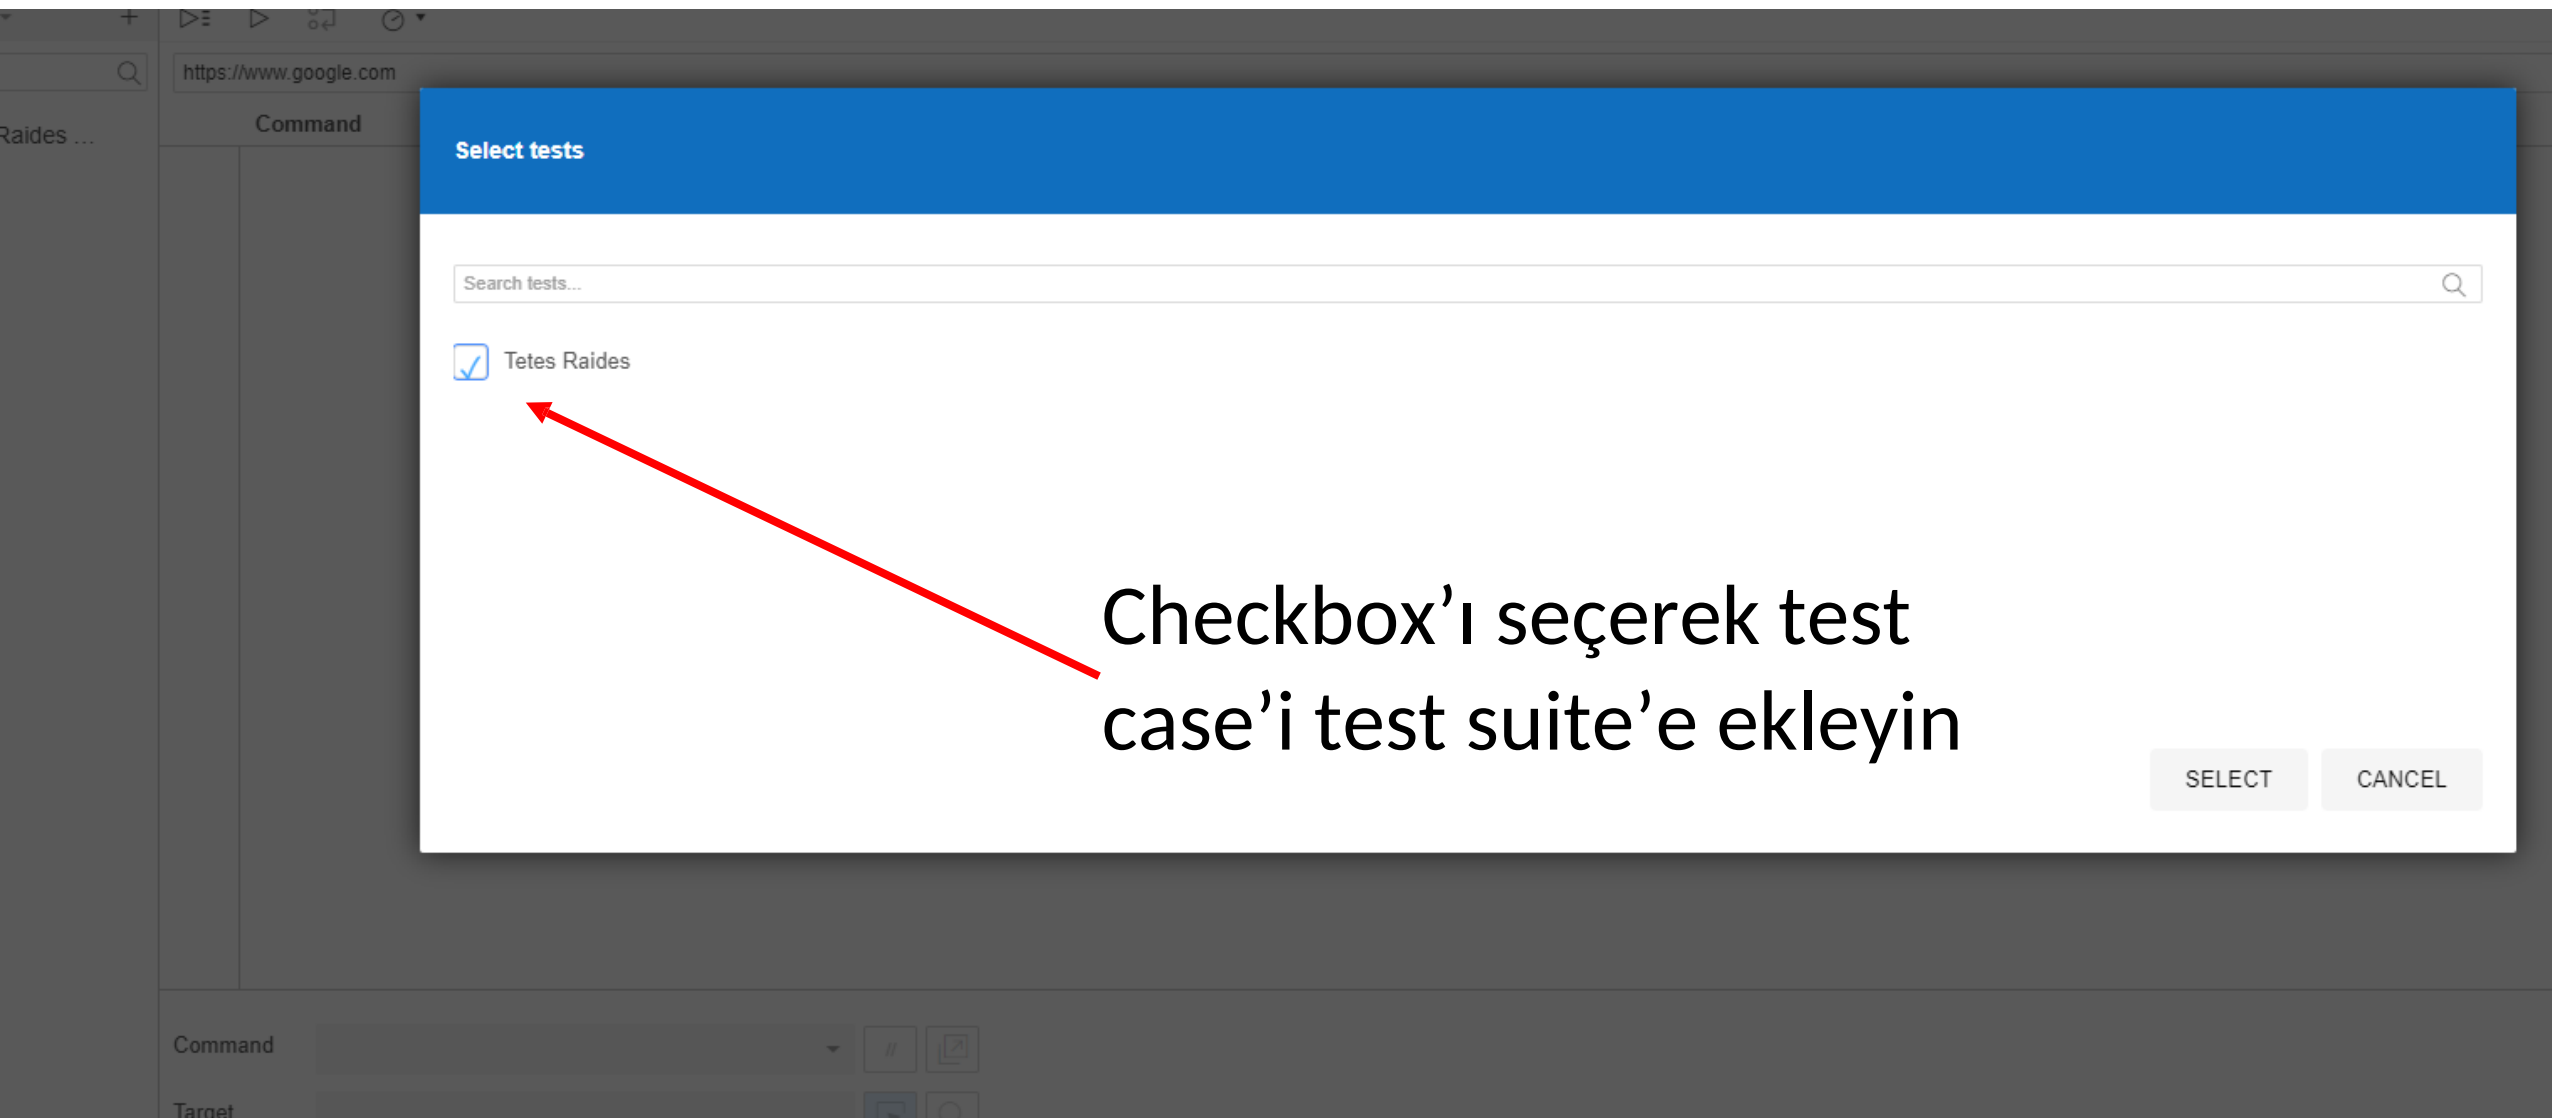 https://www.google.com
Raides ...
Command
Select tests
Search tests...
Tetes Raides
Checkbox’ı seçerek test
case’i test suite’e ekleyin
SELECT
CANCEL
Command
//
Target